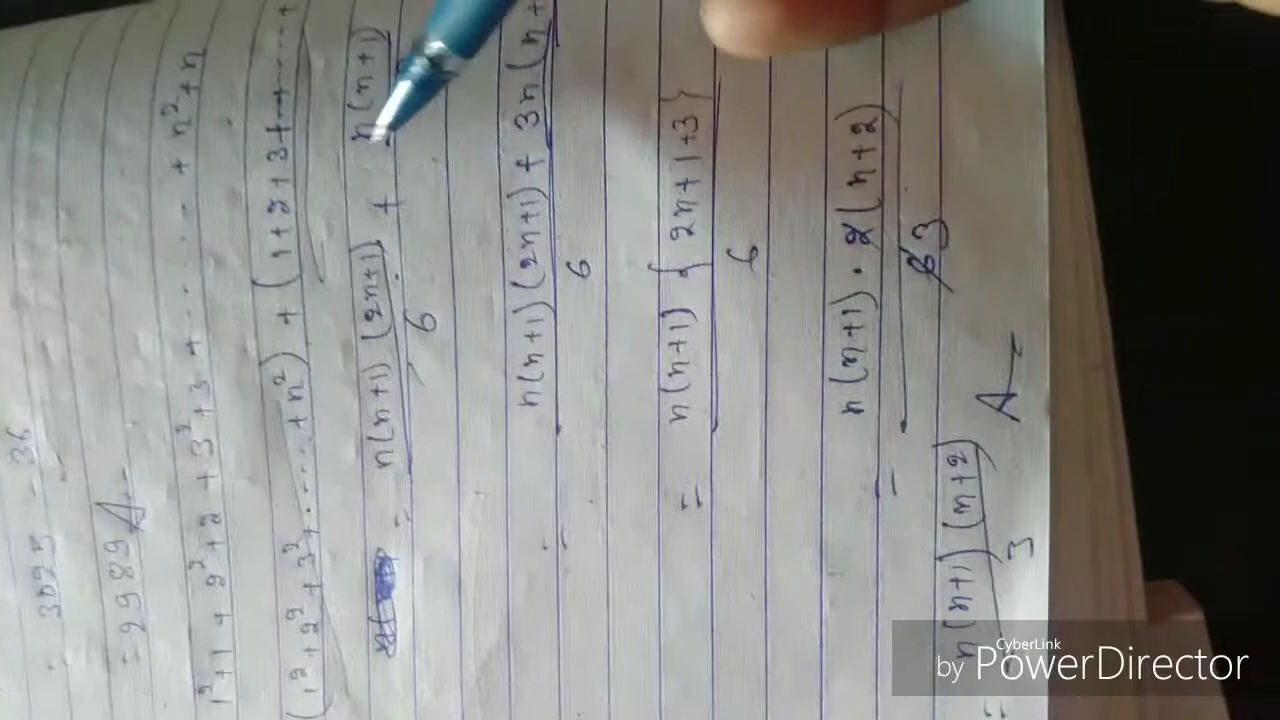 = 3025 - 36
= 2989 A
1² + 1 + 2² + 2 + 3² + 3 + ...... + n² + n
(1² + 2² + 3² + ..... + n²) + (1 + 2 + 3 + ...... +
= n(n+1)(2n+1)/6 + n(n+1)
= n(n+1)(2n+1) + 3n(n+/6
= n(n+1){2n+1+3}/6
= n(n+1)·2(n+2)/6 3
= n(n+1)(n+2)/3 A
by CyberLink PowerDirector